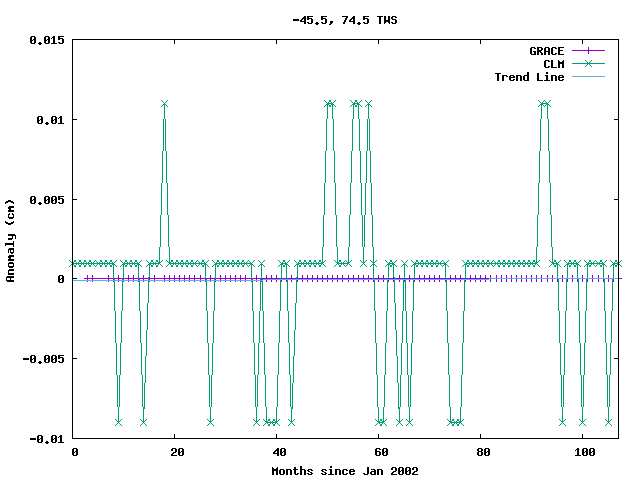 -45.5, 74.5 TWS
0.015
0.01
0.005
0
-0.005
-0.01
Anomaly (cm)
GRACE
CLM
Trend Line
0 20 40 60 80 100
Months since Jan 2002